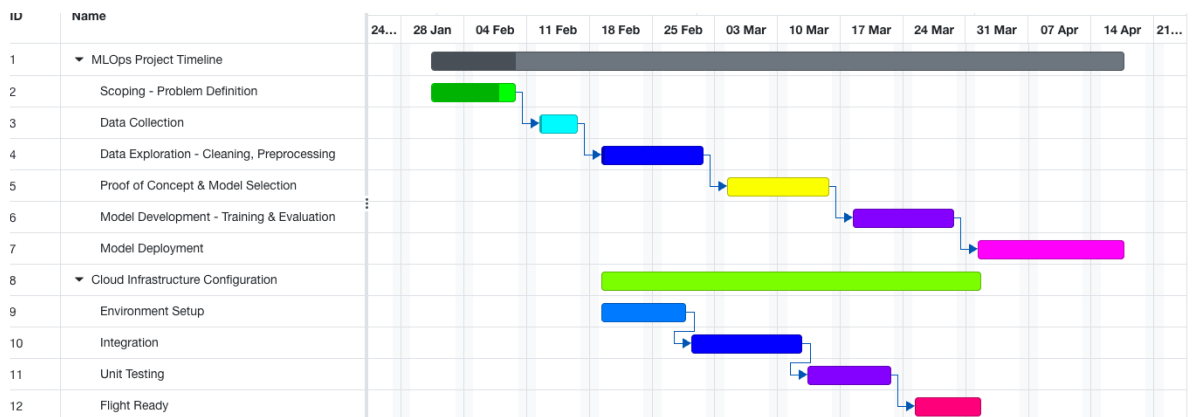 ID Name
24... 28 Jan 04 Feb 11 Feb 18 Feb 25 Feb 03 Mar 10 Mar 17 Mar 24 Mar 31 Mar 07 Apr 14 Apr 21...
1 MLOps Project Timeline
2 Scoping - Problem Definition
3 Data Collection
4 Data Exploration - Cleaning, Preprocessing
5 Proof of Concept & Model Selection
6 Model Development - Training & Evaluation
7 Model Deployment
8 Cloud Infrastructure Configuration
9 Environment Setup
10 Integration
11 Unit Testing
12 Flight Ready